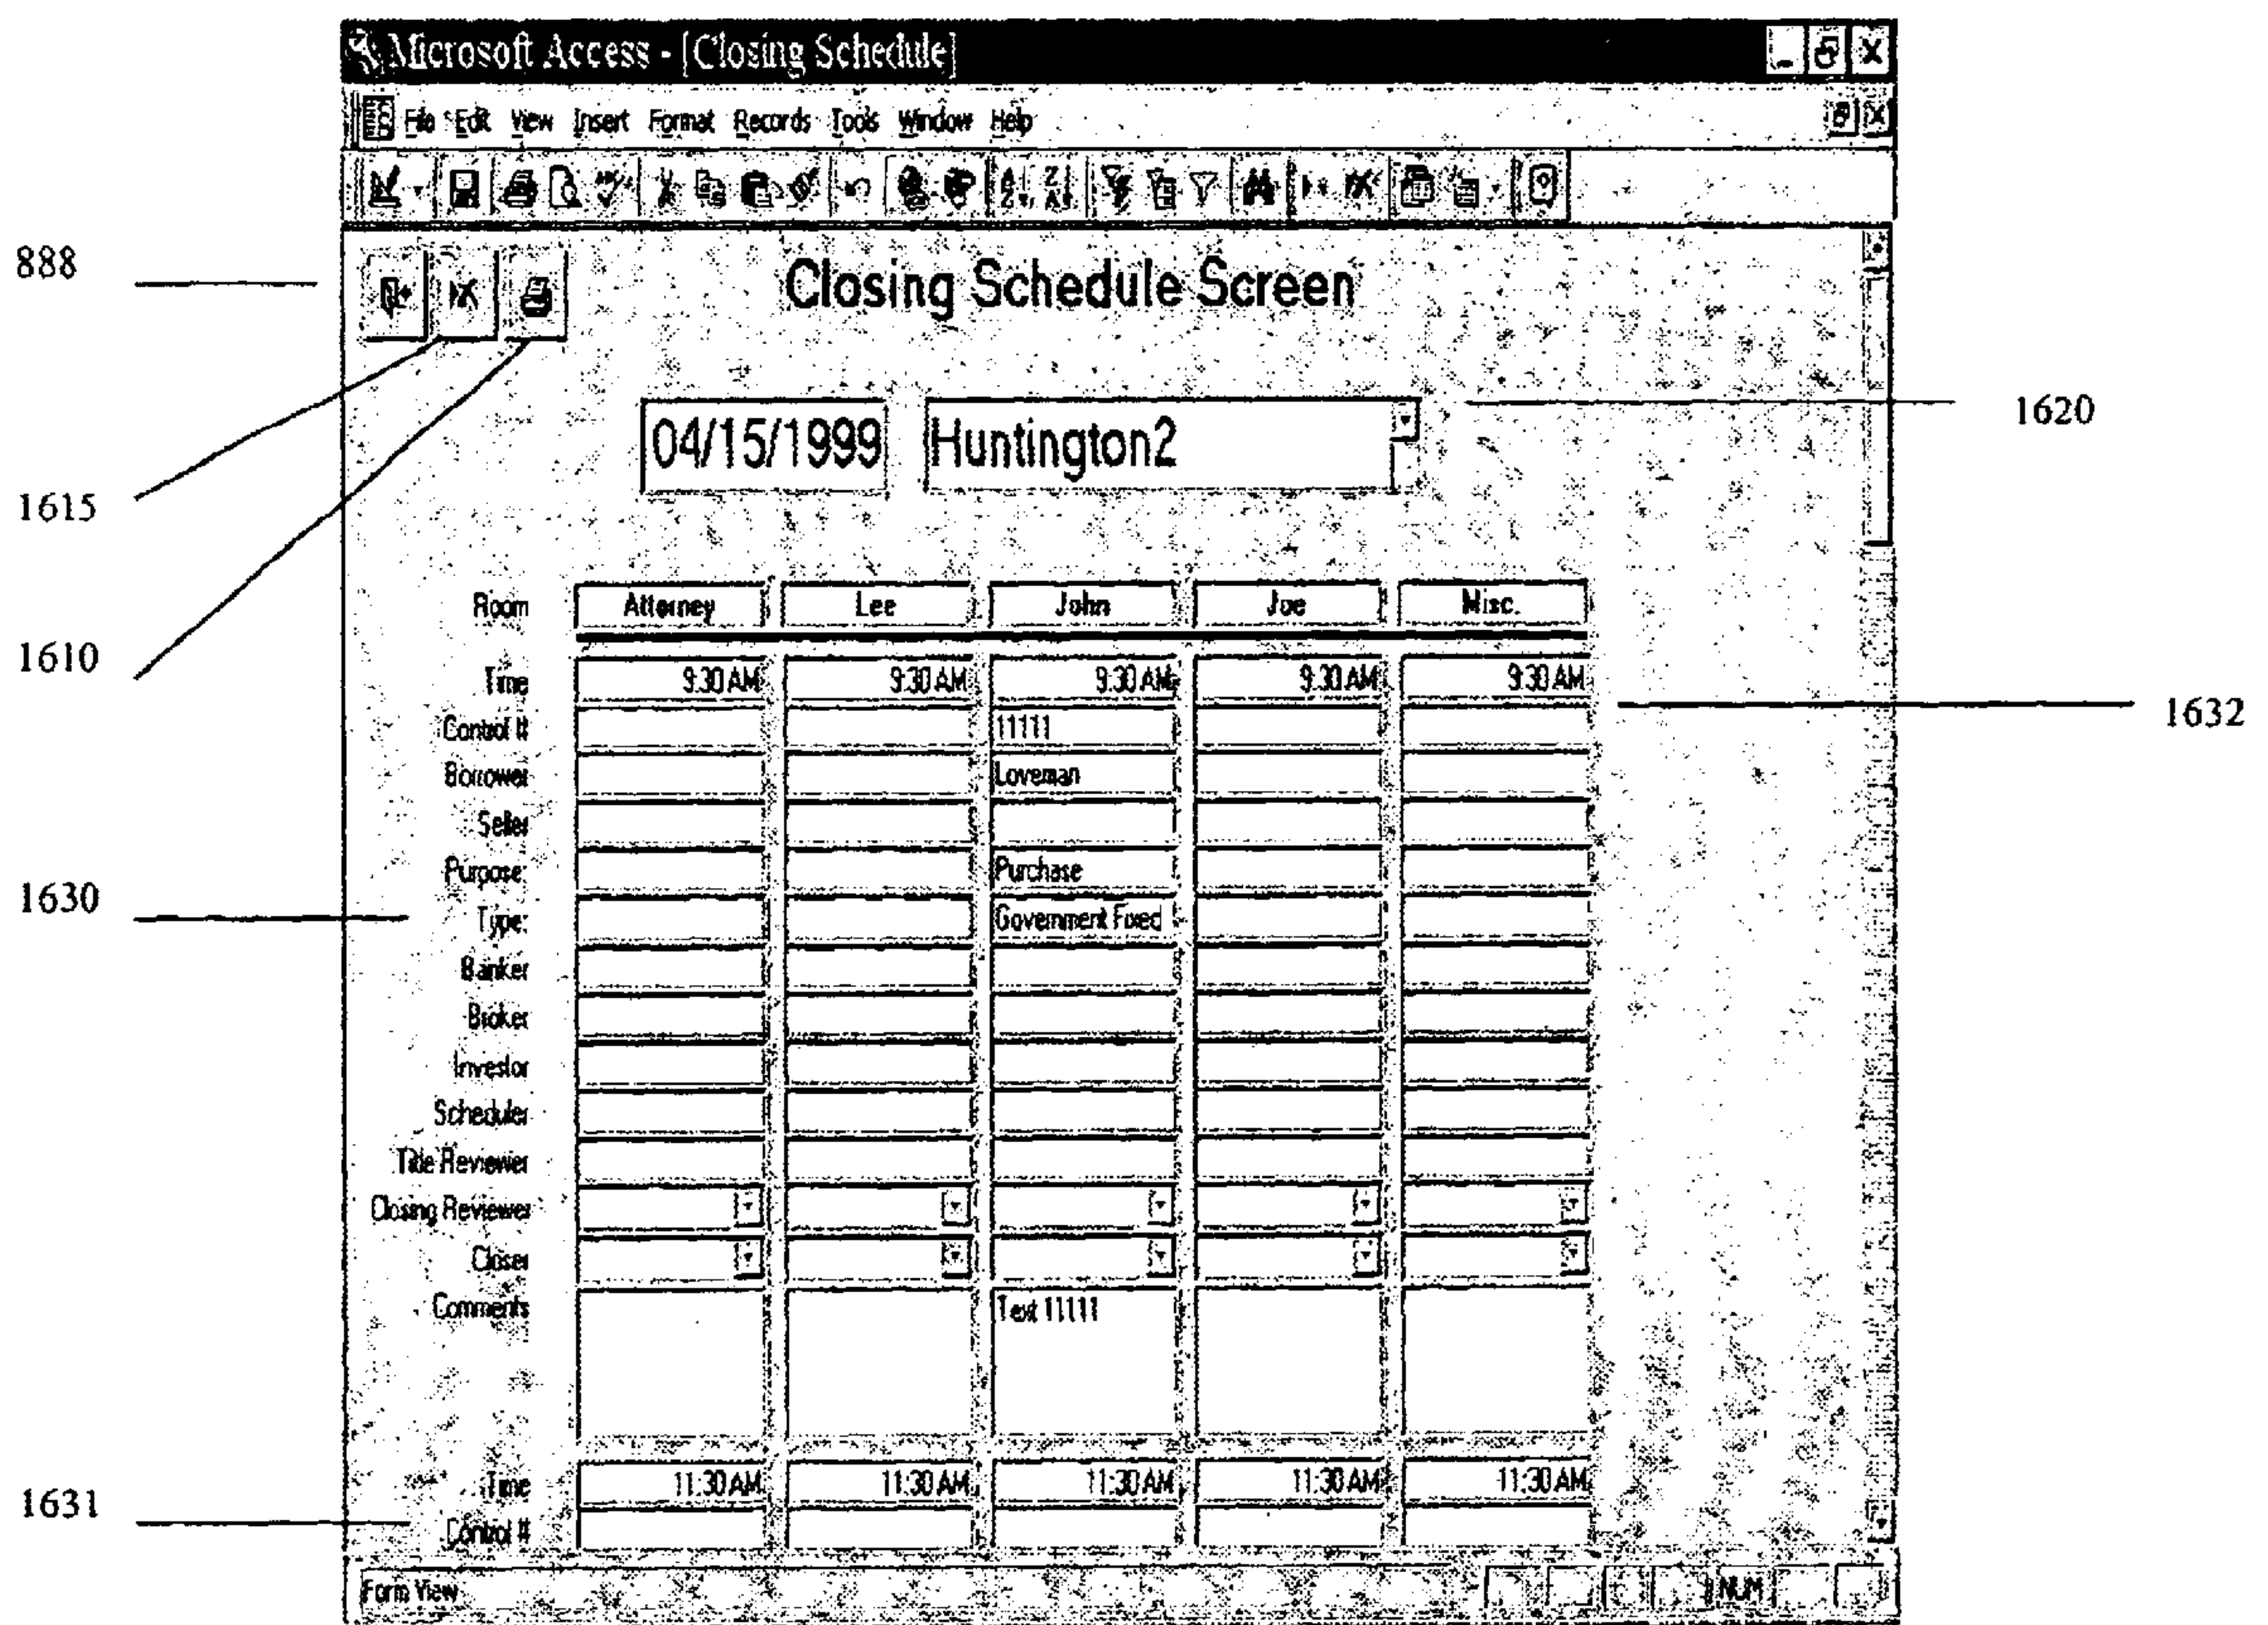 Microsoft Access - [Closing Schedule]
File Edit View Insert Format Records Tools Window Help
888
Closing Schedule Screen
04/15/1999 Huntington2
1620
1615
1610
Room Attorney Lee John Joe Misc.
Time 9:30 AM 9:30 AM 9:30 AM 9:30 AM 9:30 AM
1632
Control # 11111
Borrower Loveman
Seller
Purpose: Purchase
1630
Type: Government Fixed
Banker
Broker
Investor
Scheduler
Title Reviewer
Closing Reviewer
Closer
Comments Text 11111
Time 11:30 AM 11:30 AM 11:30 AM 11:30 AM 11:30 AM
1631
Control #
Form View NUM